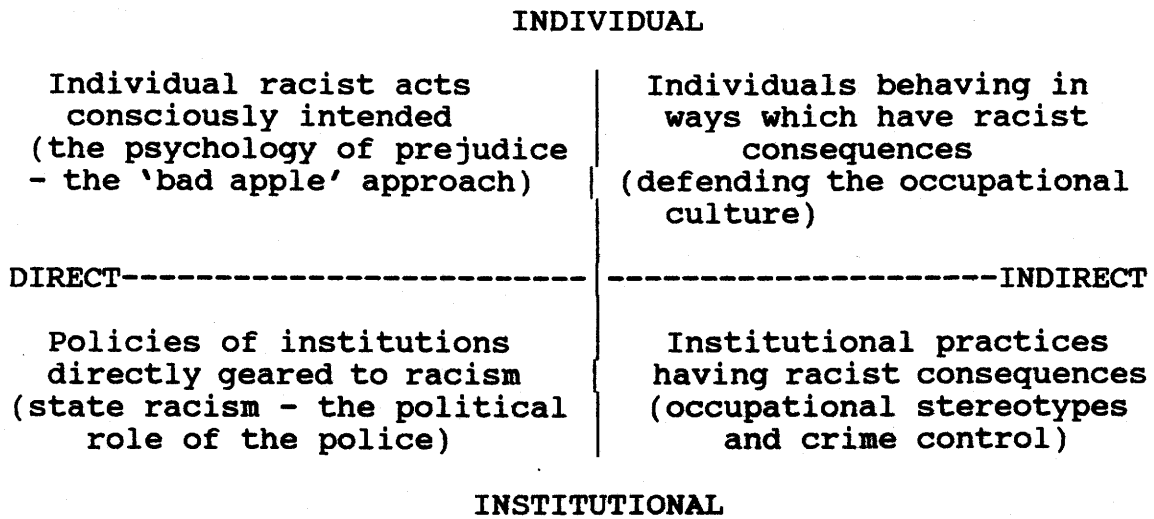 INDIVIDUAL
Individual racist acts
consciously intended
(the psychology of prejudice
- the 'bad apple' approach)
Individuals behaving in
ways which have racist
consequences
(defending the occupational
culture)
DIRECT--------------------------|----------------------INDIRECT
Policies of institutions
directly geared to racism
(state racism - the political
role of the police)
Institutional practices
having racist consequences
(occupational stereotypes
and crime control)
INSTITUTIONAL